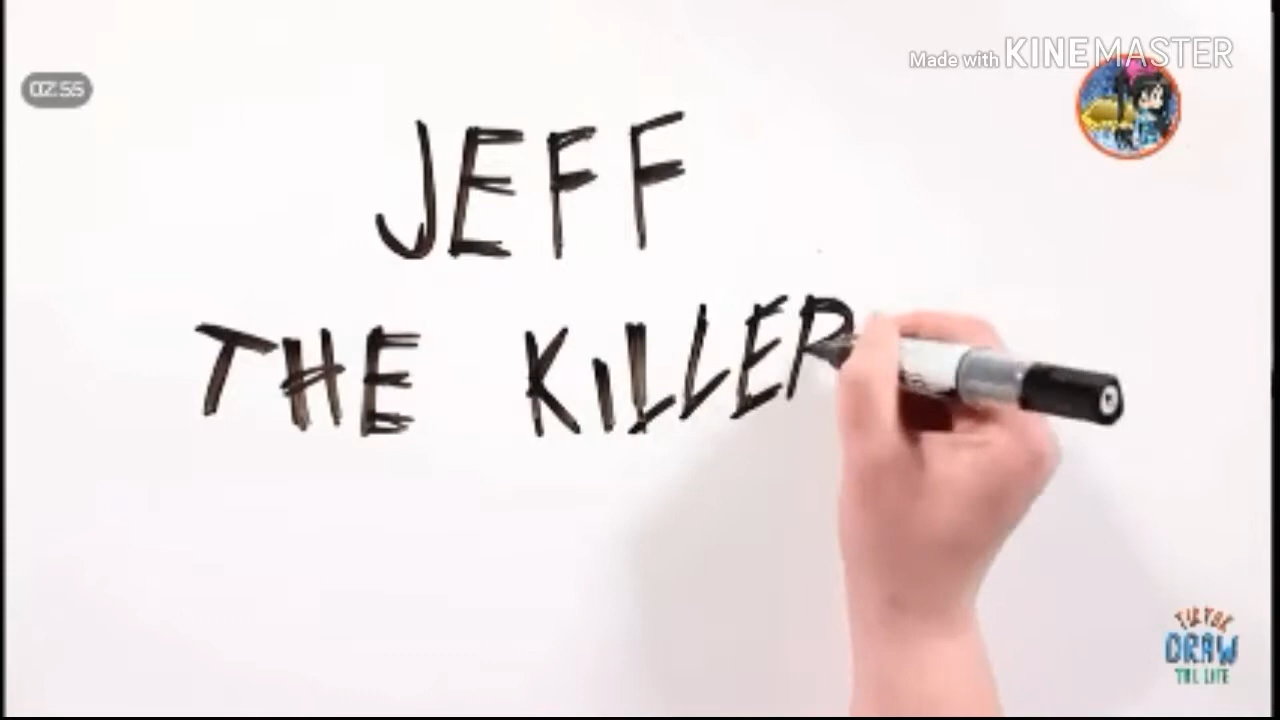 Made with KINEMASTER
02:55
JEFF
THE KiLLER
TikTok
DRAW
THE LIFE